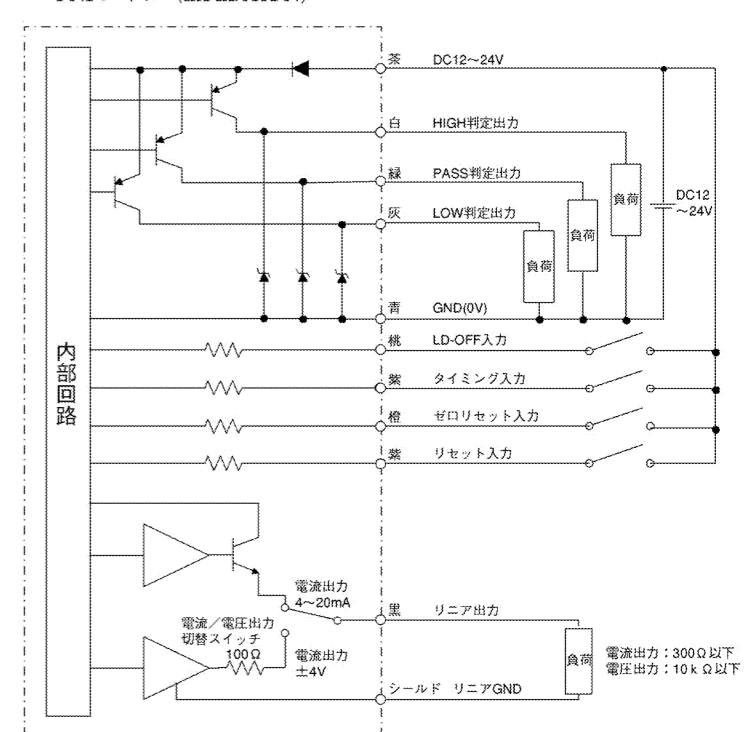 茶 DC12～24V
白 HIGH判定出力
緑 PASS判定出力
灰 LOW判定出力
負荷
負荷
負荷
DC12
～24V
青 GND(0V)
桃 LD-OFF入力
紫 タイミング入力
橙 ゼロリセット入力
紫 リセット入力
内部回路
電流出力
4～20mA
黒 リニア出力
電流／電圧出力
切替スイッチ
100Ω
電流出力
±4V
負荷
電流出力：300Ω以下
電圧出力：10kΩ以下
シールド リニアGND